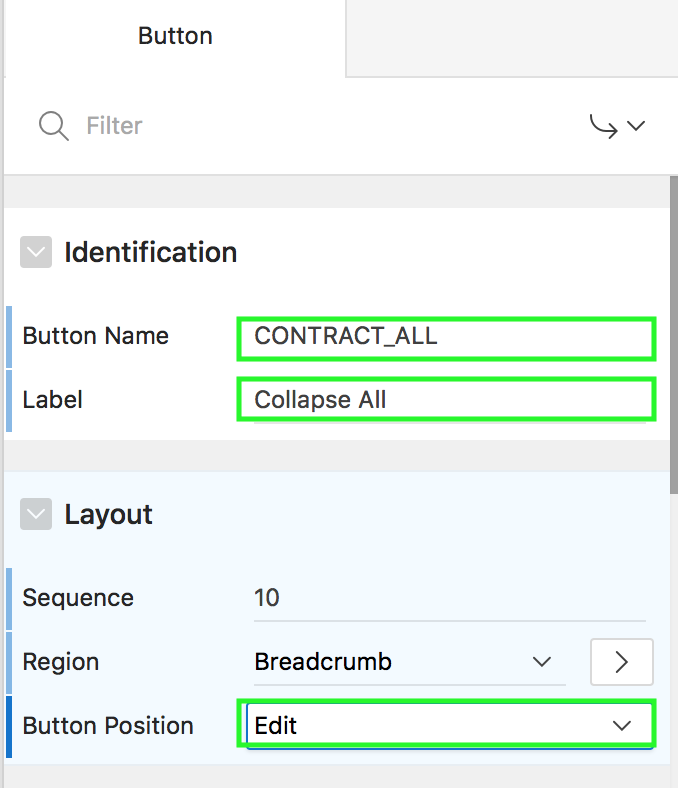 Button
Filter
Identification
Button Name CONTRACT_ALL
Label Collapse All
Layout
Sequence 10
Region Breadcrumb
Button Position Edit